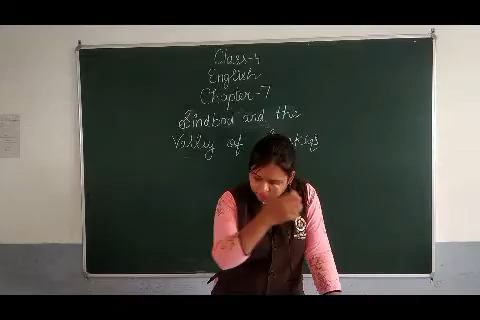 Class-4
English
Chapter-7
Sindbad and the
Valley of